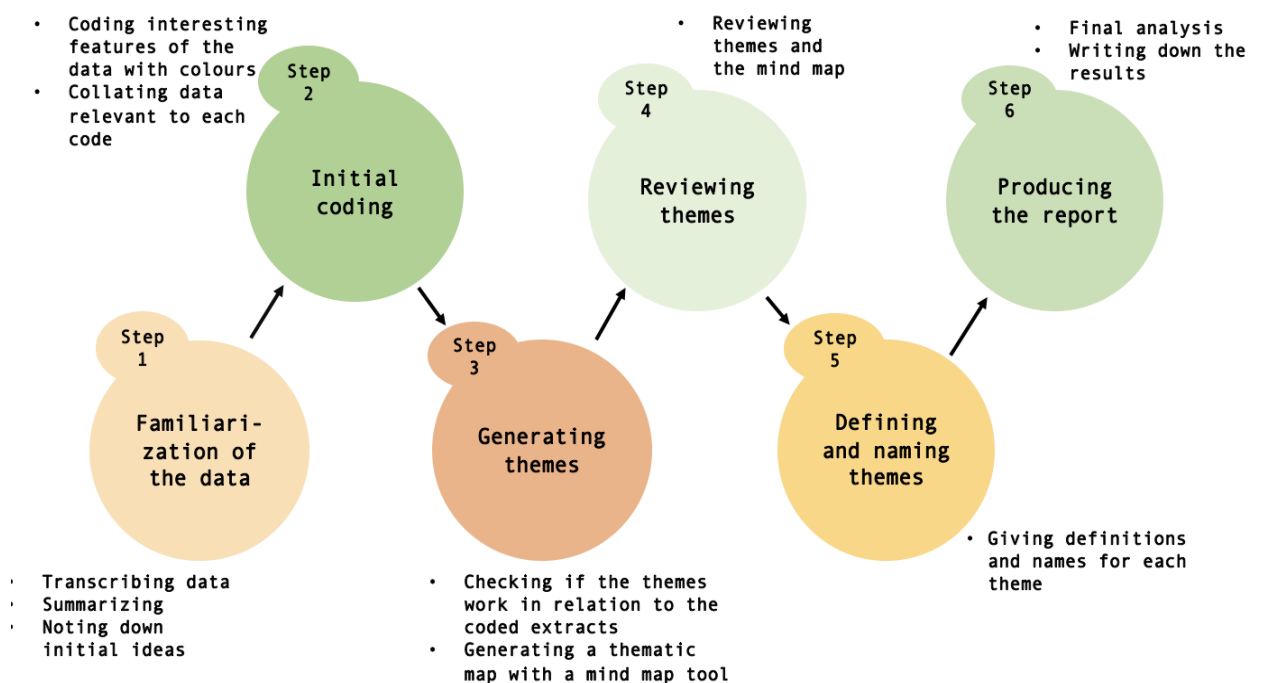 • Coding interesting
features of the
data with colours
• Collating data
relevant to each
code
Step
2
Initial
coding
• Reviewing
themes and
the mind map
Step
4
Reviewing
themes
• Final analysis
• Writing down the
results
Step
6
Producing
the report
Step
1
Familiari-
zation of
the data
• Transcribing data
• Summarizing
• Noting down
initial ideas
Step
3
Generating
themes
• Checking if the themes
work in relation to the
coded extracts
• Generating a thematic
map with a mind map tool
Step
5
Defining
and naming
themes
• Giving definitions
and names for each
theme